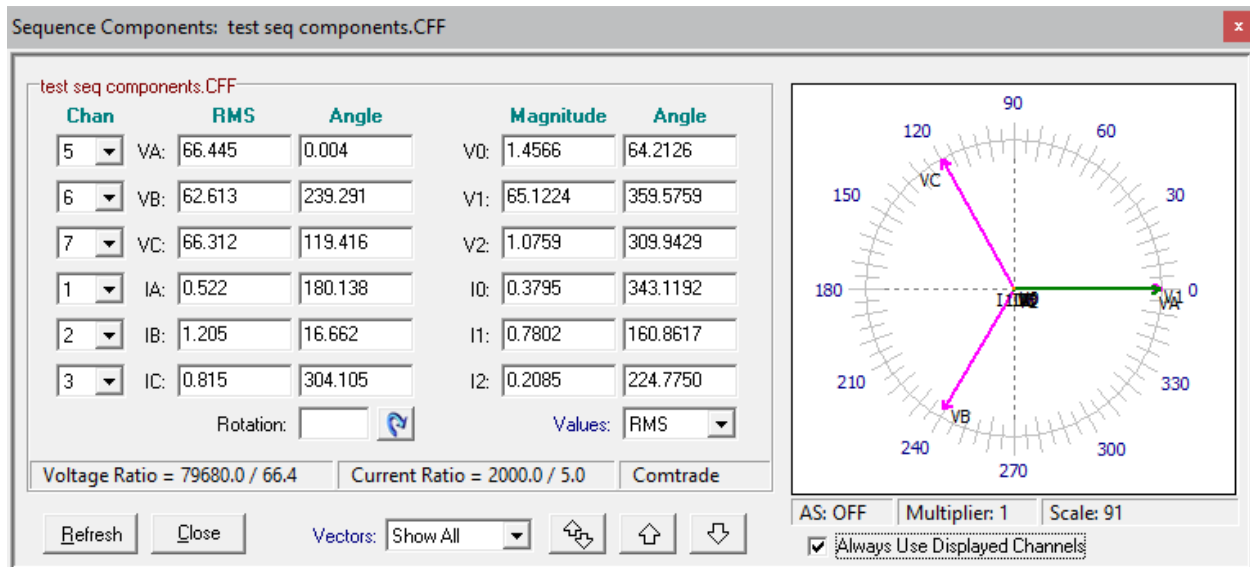 Sequence Components: test seq components.CFF x
test seq components.CFF
Chan RMS Angle Magnitude Angle
5 VA: 66.445 0.004 V0: 1.4566 64.2126
6 VB: 62.613 239.291 V1: 65.1224 359.5759
7 VC: 66.312 119.416 V2: 1.0759 309.9429
1 IA: 0.522 180.138 I0: 0.3795 343.1192
2 IB: 1.205 16.662 I1: 0.7802 160.8617
3 IC: 0.815 304.105 I2: 0.2085 224.7750
Rotation: Values: RMS
Voltage Ratio = 79680.0 / 66.4 Current Ratio = 2000.0 / 5.0 Comtrade
Refresh Close Vectors: Show All
90
120 60
VC
150 30
180 0
V1
VA
210 330
VB
240 300
270
AS: OFF Multiplier: 1 Scale: 91
Always Use Displayed Channels